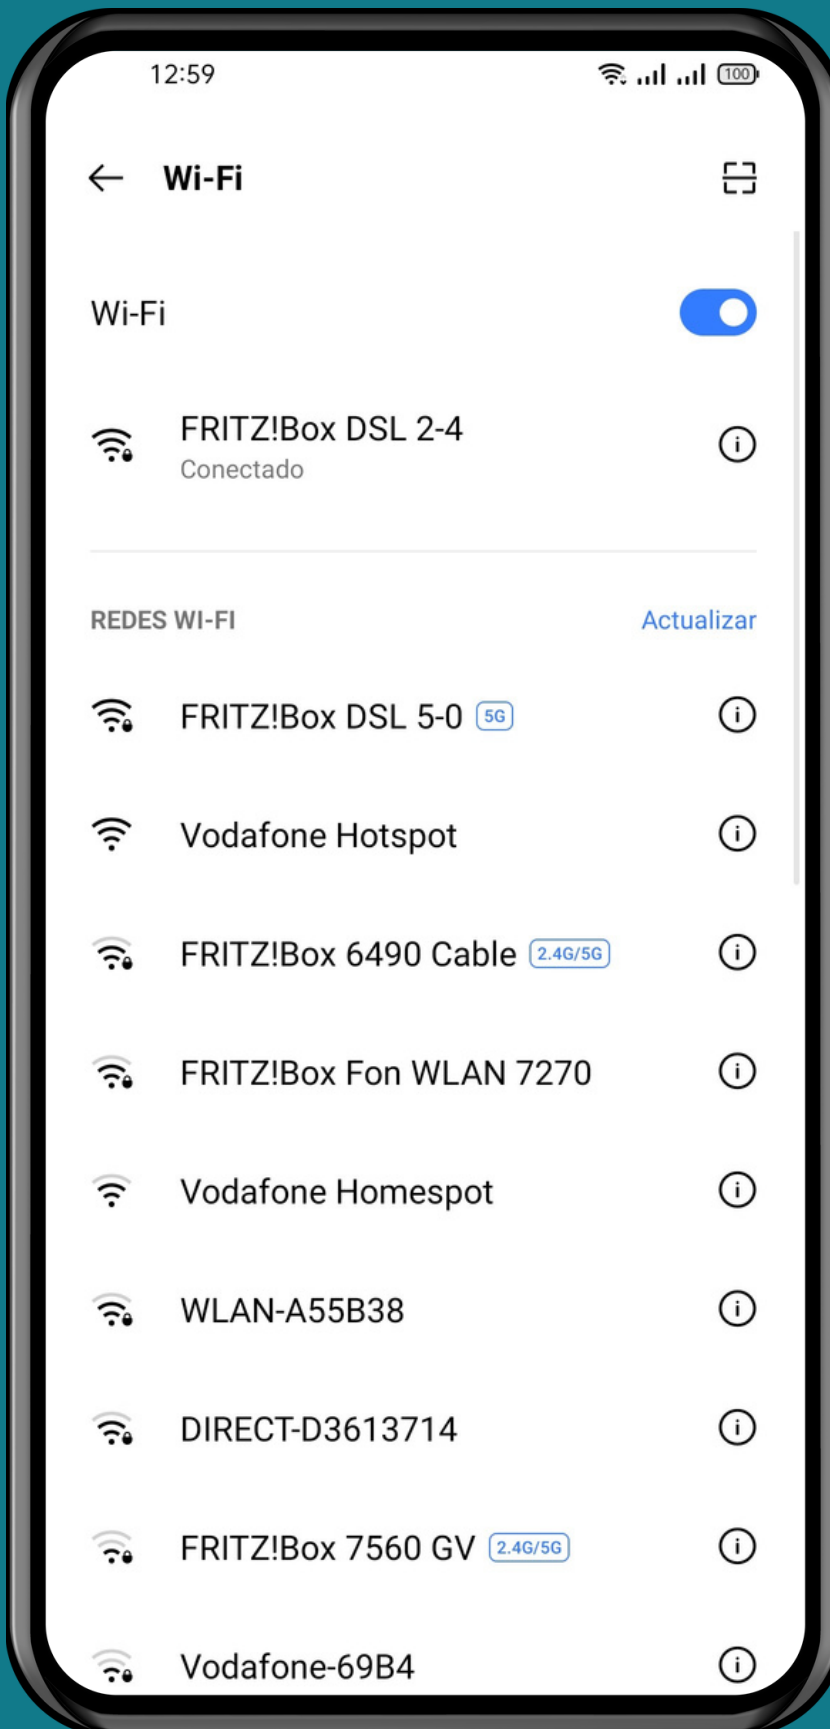 12:59
100
Wi-Fi
Wi-Fi
FRITZ!Box DSL 2-4
Conectado
REDES WI-FI Actualizar
FRITZ!Box DSL 5-0 5G
Vodafone Hotspot
FRITZ!Box 6490 Cable 2.4G/5G
FRITZ!Box Fon WLAN 7270
Vodafone Homespot
WLAN-A55B38
DIRECT-D3613714
FRITZ!Box 7560 GV 2.4G/5G
Vodafone-69B4